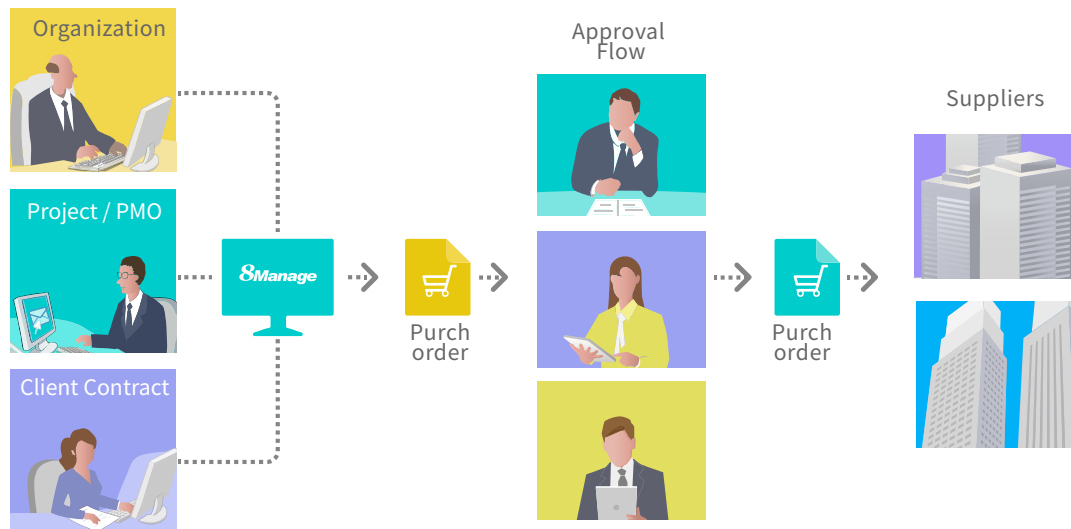 Organization
Project / PMO
Client Contract
8Manage
Purch
order
Approval
Flow
Purch
order
Suppliers